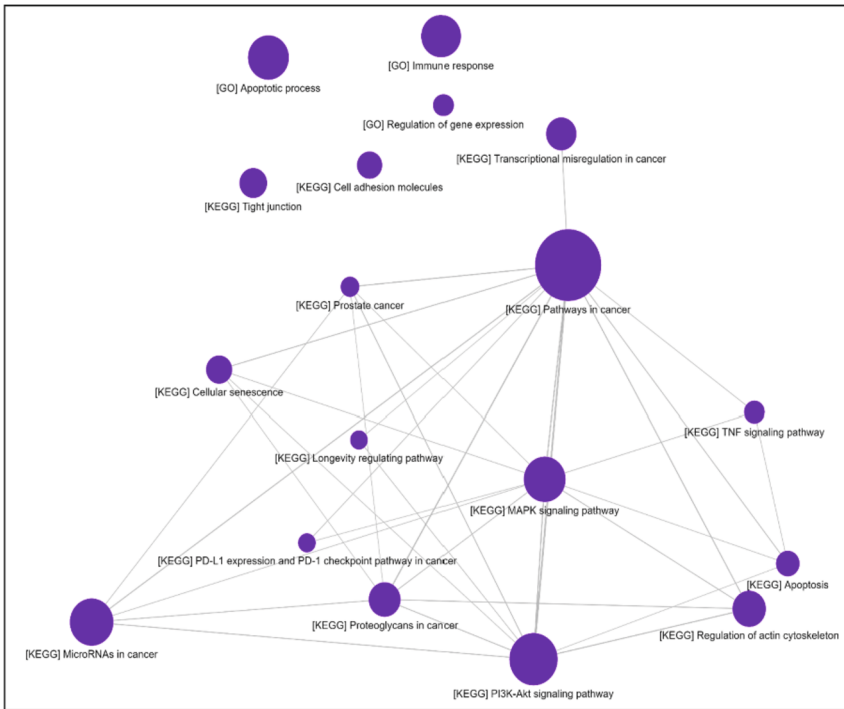 [GO] Immune response
[GO] Apoptotic process
[GO] Regulation of gene expression
[KEGG] Transcriptional misregulation in cancer
[KEGG] Cell adhesion molecules
[KEGG] Tight junction
[KEGG] Prostate cancer
[KEGG] Pathways in cancer
[KEGG] Cellular senescence
[KEGG] TNF signaling pathway
[KEGG] Longevity regulating pathway
[KEGG] MAPK signaling pathway
[KEGG] PD-L1 expression and PD-1 checkpoint pathway in cancer
[KEGG] Apoptosis
[KEGG] Proteoglycans in cancer
[KEGG] Regulation of actin cytoskeleton
[KEGG] MicroRNAs in cancer
[KEGG] PI3K-Akt signaling pathway